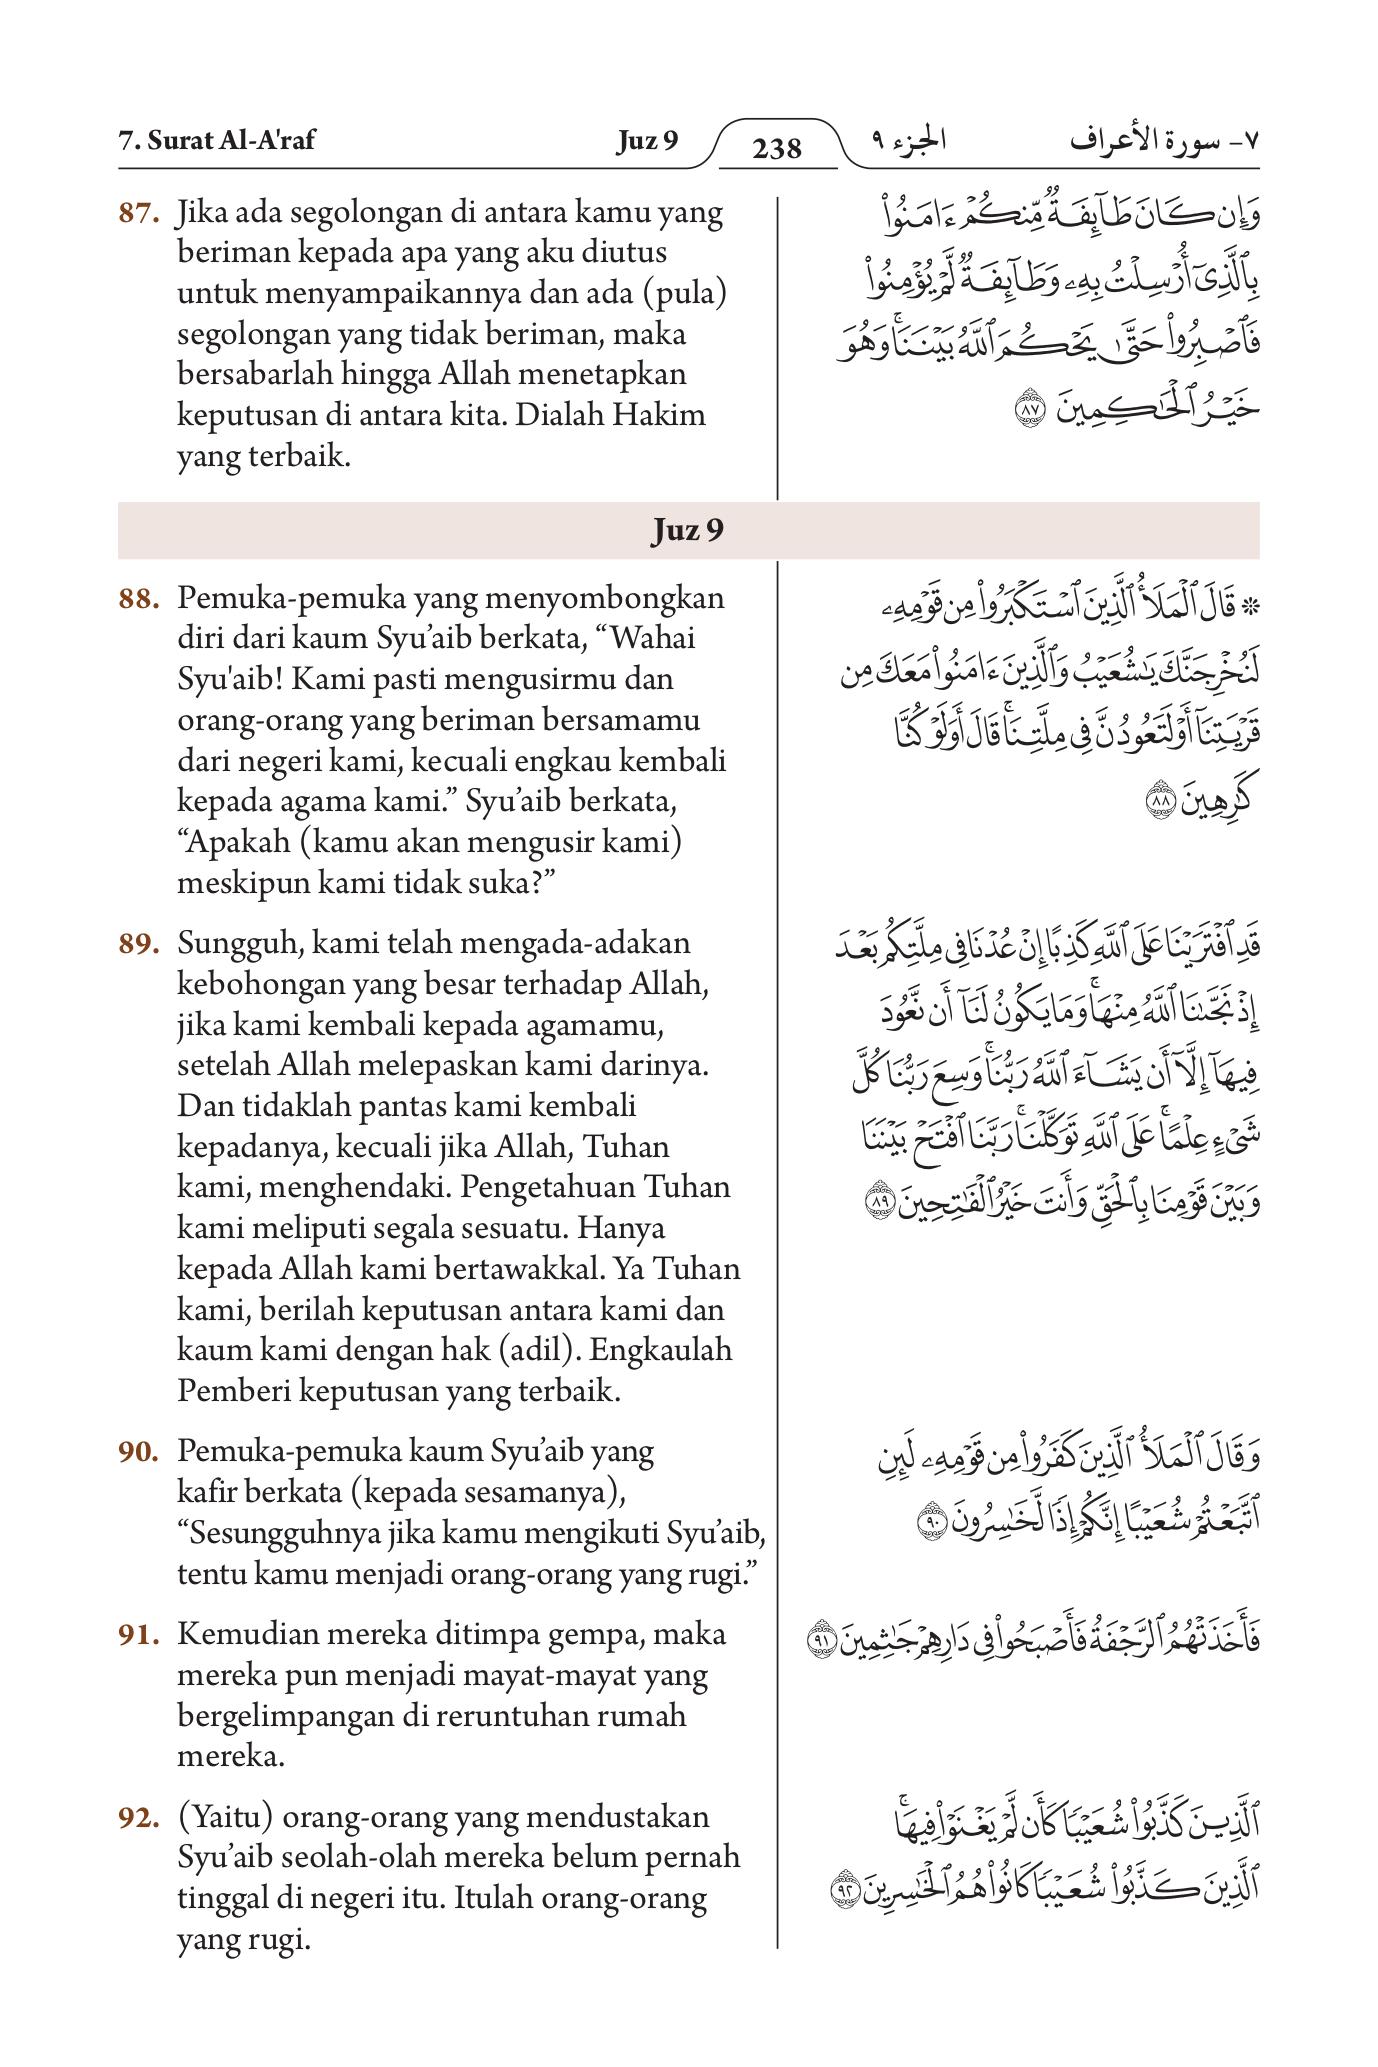 7. Surat Al-A'raf
Juz 9
238
الجزء ٩
٧- سورة الأعراف
87. Jika ada segolongan di antara kamu yang
beriman kepada apa yang aku diutus
untuk menyampaikannya dan ada (pula)
segolongan yang tidak beriman, maka
bersabarlah hingga Allah menetapkan
keputusan di antara kita. Dialah Hakim
yang terbaik.
وَإِن كَانَ طَآئِفَةٌ مِّنكُمْ ءَامَنُوا۟
بِٱلَّذِىٓ أُرْسِلْتُ بِهِۦ وَطَآئِفَةٌ لَّمْ يُؤْمِنُوا۟
فَٱصْبِرُوا۟ حَتَّىٰ يَحْكُمَ ٱللَّهُ بَيْنَنَا ۚ وَهُوَ
خَيْرُ ٱلْحَٰكِمِينَ ٨٧
Juz 9
88. Pemuka-pemuka yang menyombongkan
diri dari kaum Syu’aib berkata, “Wahai
Syu'aib! Kami pasti mengusirmu dan
orang-orang yang beriman bersamamu
dari negeri kami, kecuali engkau kembali
kepada agama kami.” Syu’aib berkata,
“Apakah (kamu akan mengusir kami)
meskipun kami tidak suka?”
۞ قَالَ ٱلْمَلَأُ ٱلَّذِينَ ٱسْتَكْبَرُوا۟ مِن قَوْمِهِۦ
لَنُخْرِجَنَّكَ يَٰشُعَيْبُ وَٱلَّذِينَ ءَامَنُوا۟ مَعَكَ مِن
قَرْيَتِنَآ أَوْ لَتَعُودُنَّ فِى مِلَّتِنَا ۚ قَالَ أَوَلَوْ كُنَّا
كَٰرِهِينَ ٨٨
89. Sungguh, kami telah mengada-adakan
kebohongan yang besar terhadap Allah,
jika kami kembali kepada agamamu,
setelah Allah melepaskan kami darinya.
Dan tidaklah pantas kami kembali
kepadanya, kecuali jika Allah, Tuhan
kami, menghendaki. Pengetahuan Tuhan
kami meliputi segala sesuatu. Hanya
kepada Allah kami bertawakkal. Ya Tuhan
kami, berilah keputusan antara kami dan
kaum kami dengan hak (adil). Engkaulah
Pemberi keputusan yang terbaik.
قَدِ ٱفْتَرَيْنَا عَلَى ٱللَّهِ كَذِبًا إِنْ عُدْنَا فِى مِلَّتِكُم بَعْدَ
إِذْ نَجَّىٰنَا ٱللَّهُ مِنْهَا ۚ وَمَا يَكُونُ لَنَآ أَن نَّعُودَ
فِيهَآ إِلَّآ أَن يَشَآءَ ٱللَّهُ رَبُّنَا ۚ وَسِعَ رَبُّنَا كُلَّ
شَىْءٍ عِلْمًا ۚ عَلَى ٱللَّهِ تَوَكَّلْنَا ۚ رَبَّنَا ٱفْتَحْ بَيْنَنَا
وَبَيْنَ قَوْمِنَا بِٱلْحَقِّ وَأَنتَ خَيْرُ ٱلْفَٰتِحِينَ ٨٩
90. Pemuka-pemuka kaum Syu’aib yang
kafir berkata (kepada sesamanya),
“Sesungguhnya jika kamu mengikuti Syu’aib,
tentu kamu menjadi orang-orang yang rugi.”
وَقَالَ ٱلْمَلَأُ ٱلَّذِينَ كَفَرُوا۟ مِن قَوْمِهِۦ لَئِنِ
ٱتَّبَعْتُمْ شُعَيْبًا إِنَّكُمْ إِذًا لَّخَٰسِرُونَ ٩٠
91. Kemudian mereka ditimpa gempa, maka
mereka pun menjadi mayat-mayat yang
bergelimpangan di reruntuhan rumah
mereka.
فَأَخَذَتْهُمُ ٱلرَّجْفَةُ فَأَصْبَحُوا۟ فِى دَارِهِمْ جَٰثِمِينَ ٩١
92. (Yaitu) orang-orang yang mendustakan
Syu’aib seolah-olah mereka belum pernah
tinggal di negeri itu. Itulah orang-orang
yang rugi.
ٱلَّذِينَ كَذَّبُوا۟ شُعَيْبًا كَأَن لَّمْ يَغْنَوْا۟ فِيهَا ۚ
ٱلَّذِينَ كَذَّبُوا۟ شُعَيْبًا كَانُوا۟ هُمُ ٱلْخَٰسِرِينَ ٩٢